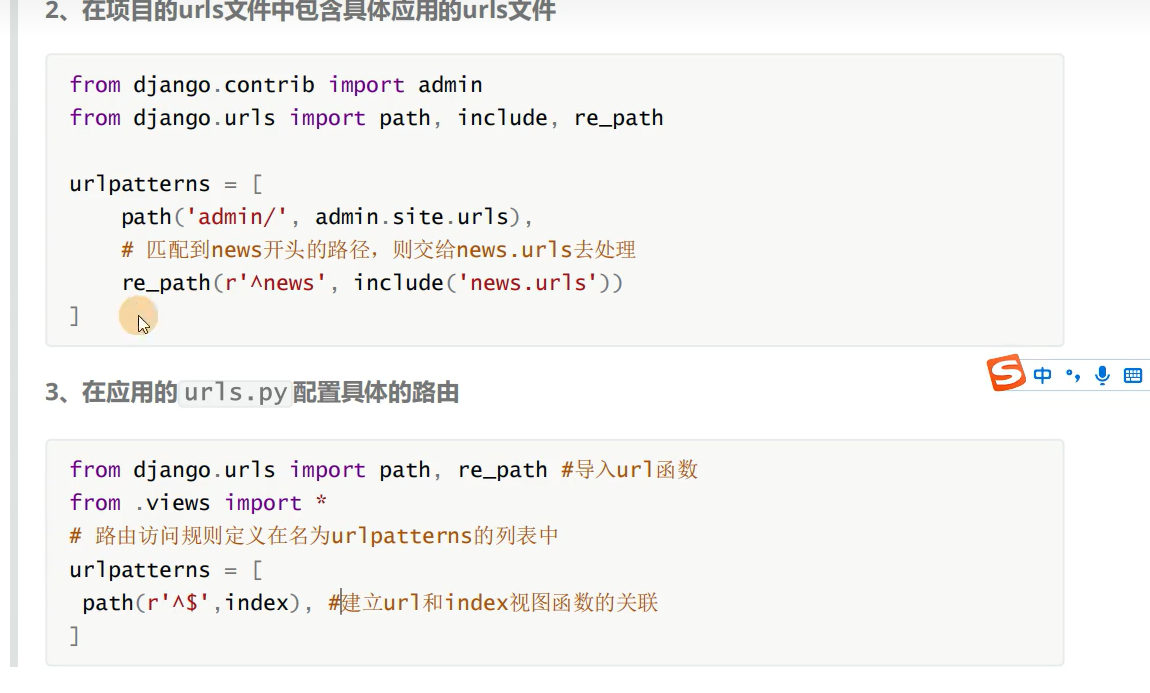 2、在项目的urls文件中包含具体应用的urls文件
from django.contrib import admin
from django.urls import path, include, re_path
urlpatterns = [
    path('admin/', admin.site.urls),
    # 匹配到news开头的路径，则交给news.urls去处理
    re_path(r'^news', include('news.urls'))
]
3、在应用的urls.py配置具体的路由
from django.urls import path, re_path #导入url函数
from .views import *
# 路由访问规则定义在名为urlpatterns的列表中
urlpatterns = [
 path(r'^$',index), #建立url和index视图函数的关联
]
S 中 °,